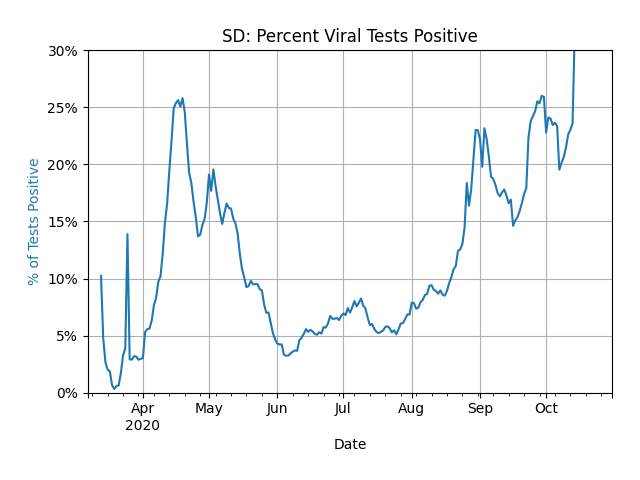 SD: Percent Viral Tests Positive
30%
25%
20%
15%
10%
5%
0%
% of Tests Positive
Apr May Jun Jul Aug Sep Oct
2020
Date